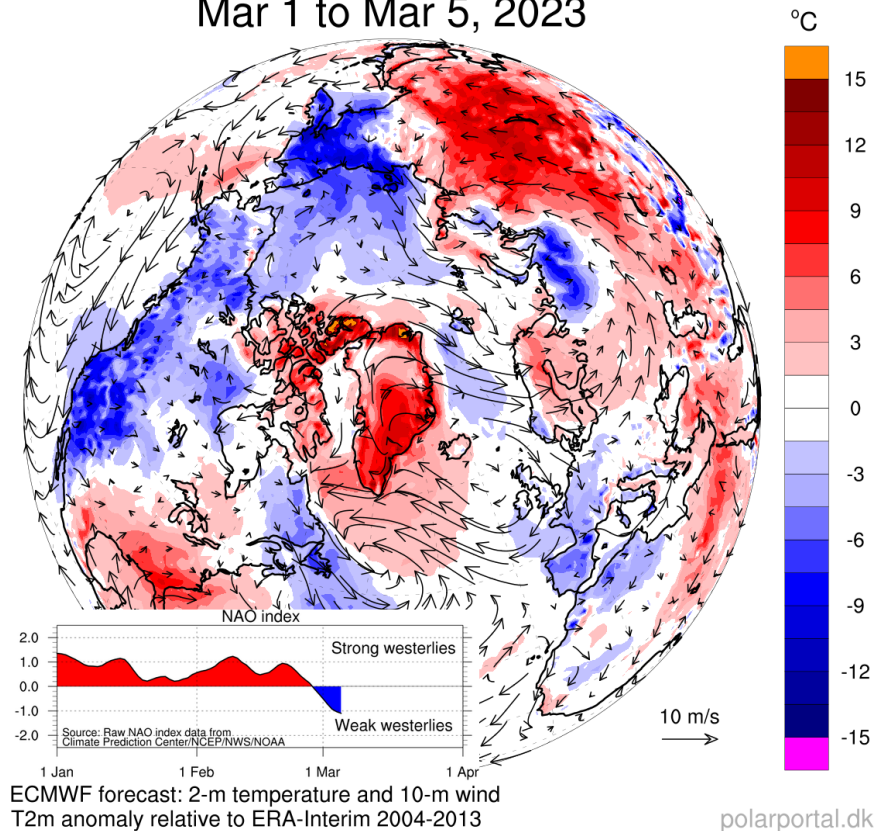 Mar 1 to Mar 5, 2023
°C
15
12
9
6
3
0
-3
-6
-9
-12
-15
NAO index
2.0
1.0
0.0
-1.0
-2.0
Strong westerlies
Weak westerlies
Source: Raw NAO index data from
Climate Prediction Center/NCEP/NWS/NOAA
1 Jan
1 Feb
1 Mar
1 Apr
10 m/s
ECMWF forecast: 2-m temperature and 10-m wind
T2m anomaly relative to ERA-Interim 2004-2013
polarportal.dk